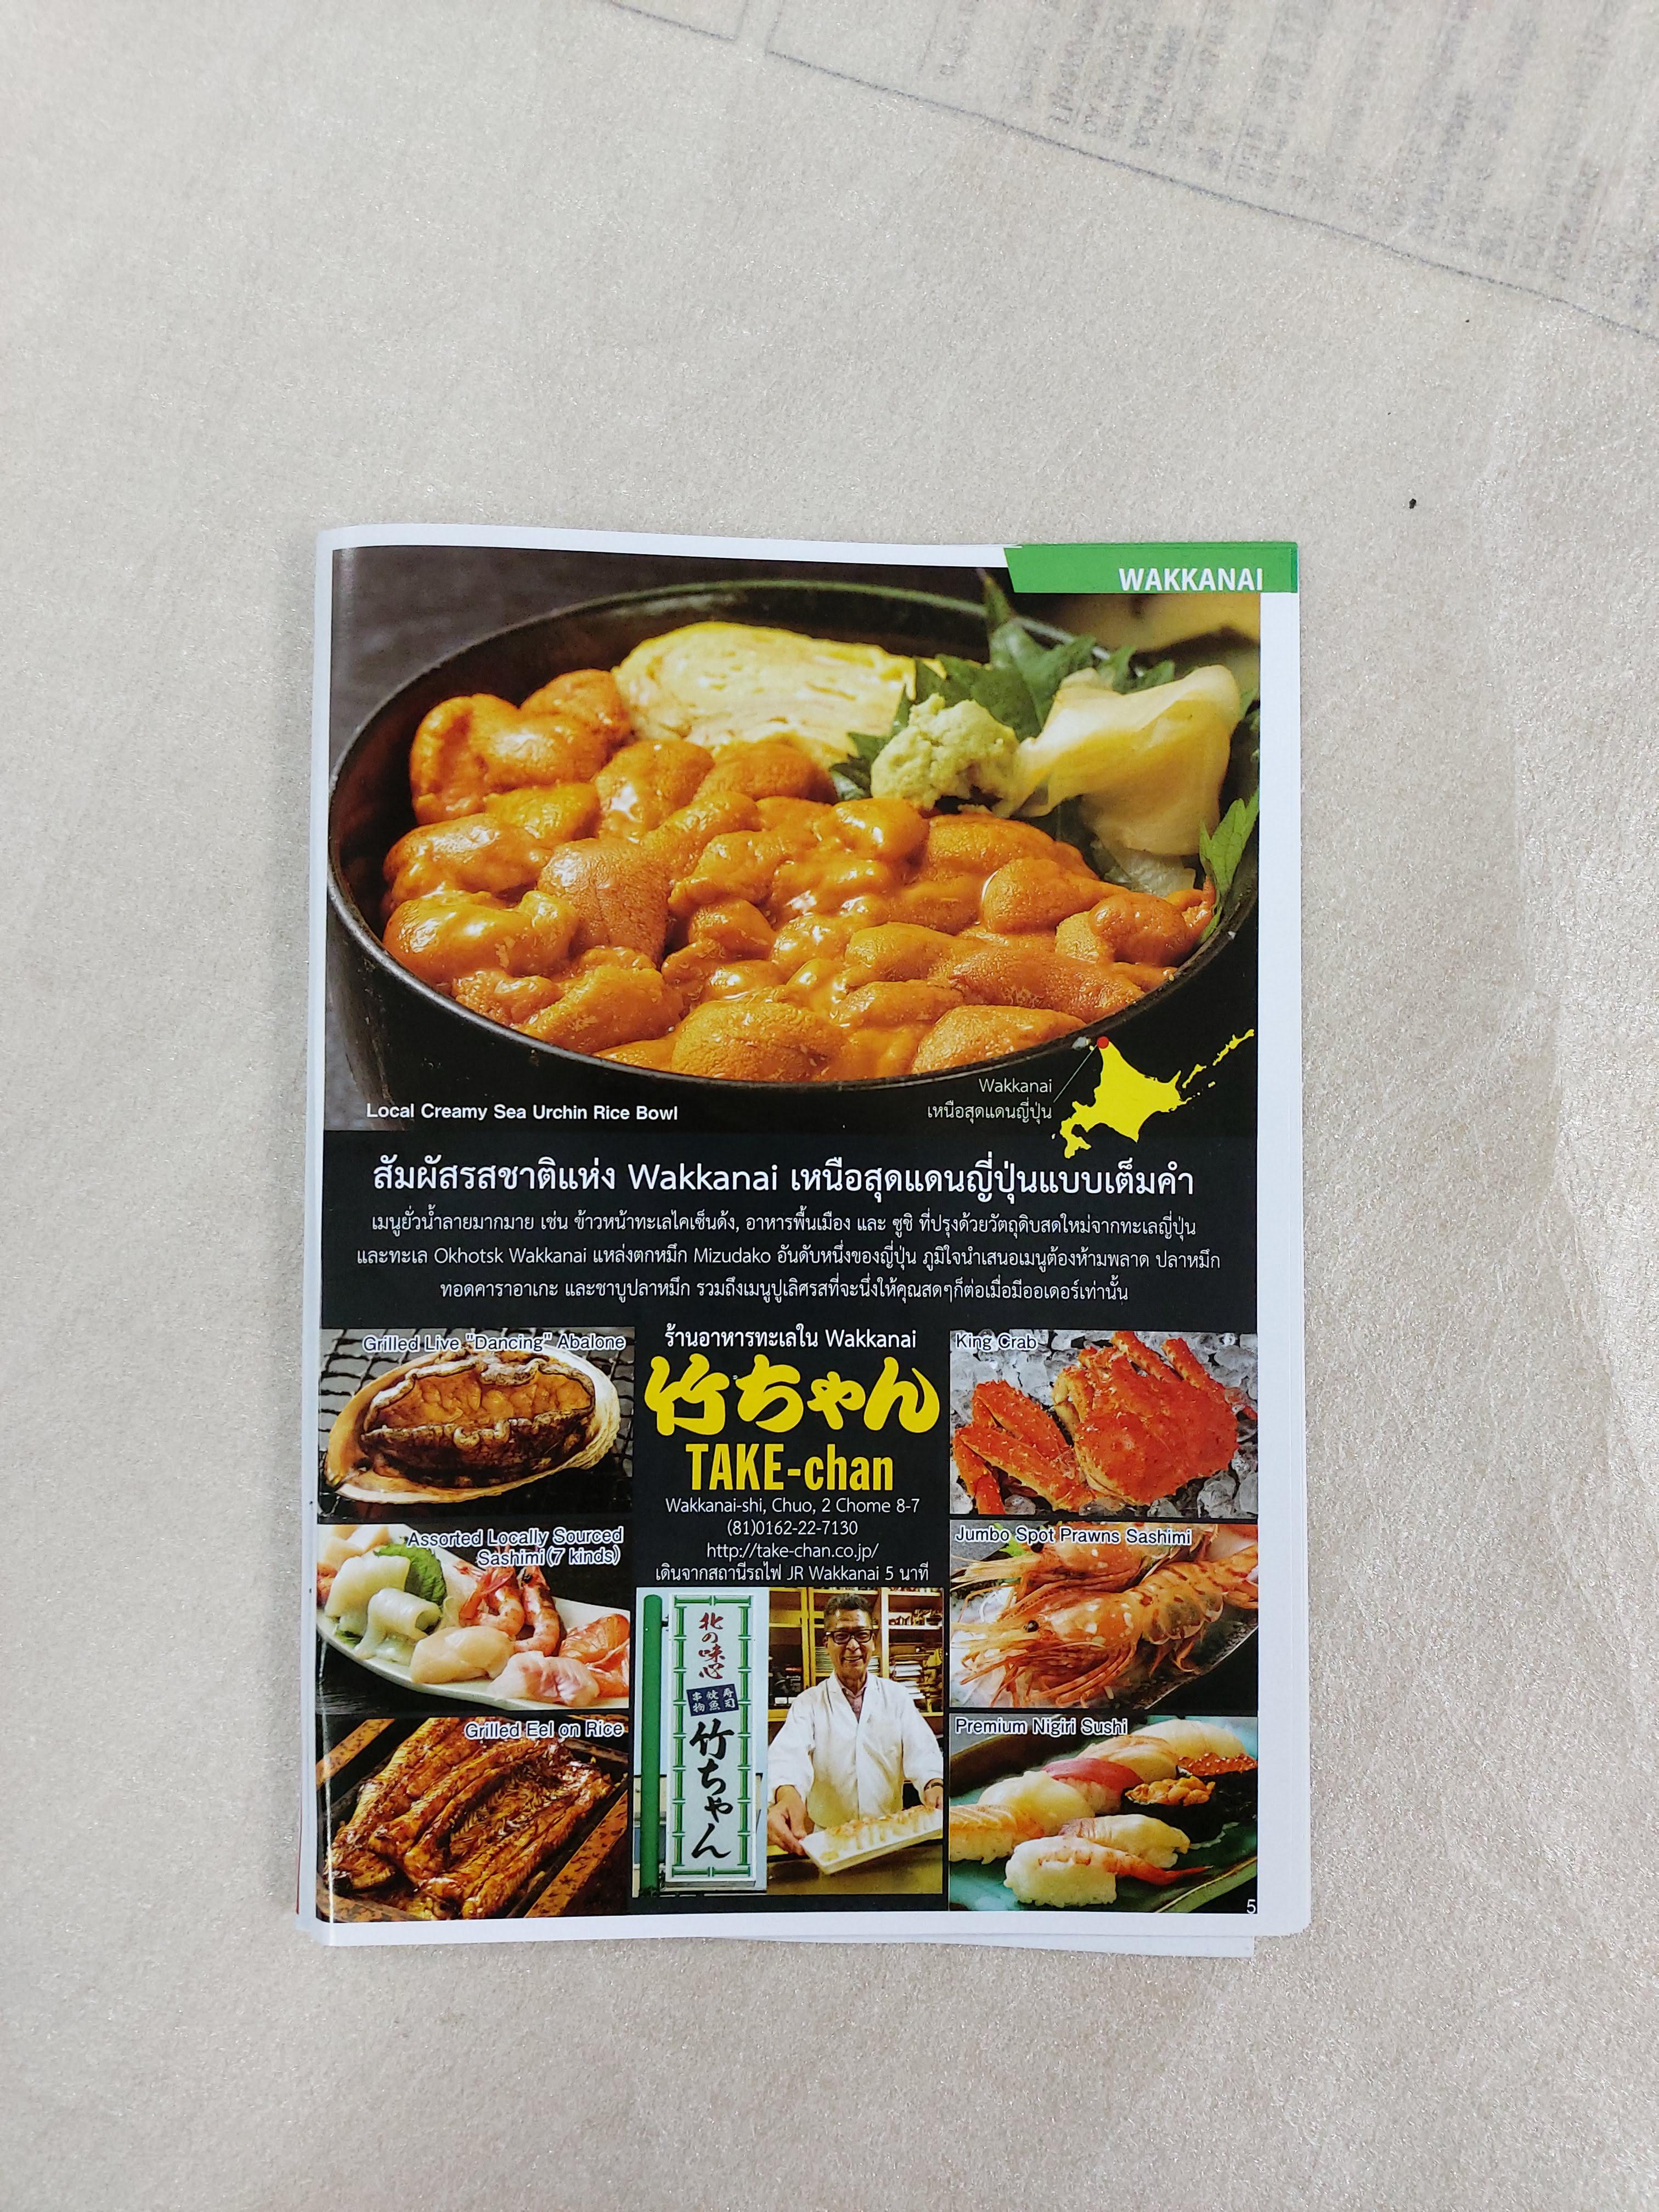 WAKKANAI
Wakkanai
เหนือสุดแดนญี่ปุ่น
Local Creamy Sea Urchin Rice Bowl
สัมผัสรสชาติแห่ง Wakkanai เหนือสุดแดนญี่ปุ่นแบบเต็มคำ
เมนูยั่วน้ำลายมากมาย เช่น ข้าวหน้าทะเลไคเซ็นด้ง, อาหารพื้นเมือง และ ซูชิ ที่ปรุงด้วยวัตถุดิบสดใหม่จากทะเลญี่ปุ่น
และทะเล Okhotsk Wakkanai แหล่งตกหมึก Mizudako อันดับหนึ่งของญี่ปุ่น ภูมิใจนำเสนอเมนูต้องห้ามพลาด ปลาหมึก
ทอดคาราอาเกะ และชาบูปลาหมึก รวมถึงเมนูปูเลิศรสที่จะนึ่งให้คุณสดๆก็ต่อเมื่อมีออเดอร์เท่านั้น
Grilled Live "Dancing" Abalone
ร้านอาหารทะเลใน Wakkanai
竹ちゃん
TAKE-chan
Wakkanai-shi, Chuo, 2 Chome 8-7
(81)0162-22-7130
http://take-chan.co.jp/
เดินจากสถานีรถไฟ JR Wakkanai 5 นาที
King Crab
Assorted Locally Sourced
Sashimi (7 kinds)
Jumbo Spot Prawns Sashimi
Grilled Eel on Rice
北の味心
寿司
焼魚
串物
竹ちゃん
Premium Nigiri Sushi
5